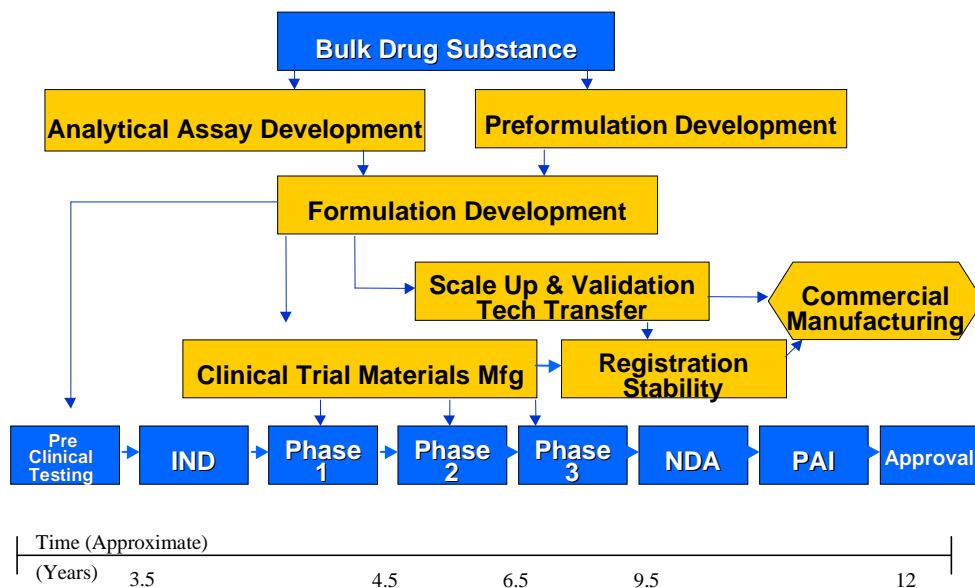 Bulk Drug Substance
Analytical Assay Development
Preformulation Development
Formulation Development
Scale Up & Validation
Tech Transfer
Commercial
Manufacturing
Clinical Trial Materials Mfg
Registration
Stability
Pre
Clinical
Testing
IND
Phase
1
Phase
2
Phase
3
NDA
PAI
Approval
Time (Approximate)
(Years)
3.5
4.5
6.5
9.5
12